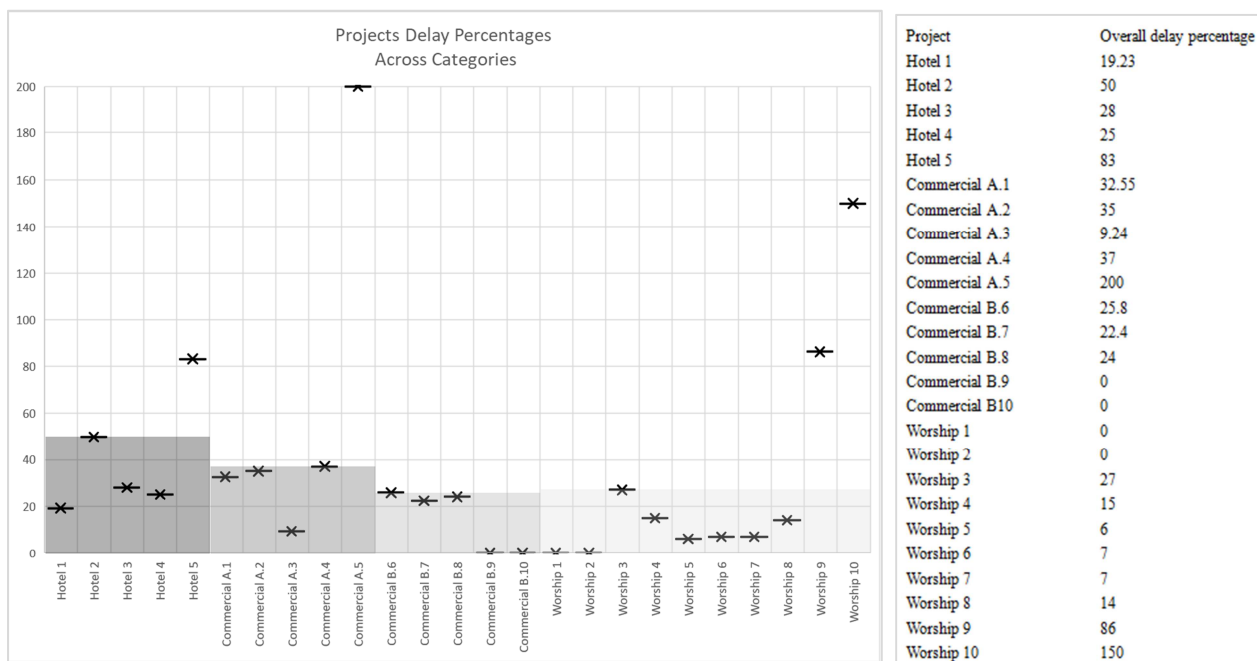 Projects Delay Percentages
Across Categories
200
180
160
140
120
100
80
60
40
20
0
Hotel 1
Hotel 2
Hotel 3
Hotel 4
Hotel 5
Commercial A.1
Commercial A.2
Commercial A.3
Commercial A.4
Commercial A.5
Commercial B.6
Commercial B.7
Commercial B.8
Commercial B.9
Commercial B.10
Worship 1
Worship 2
Worship 3
Worship 4
Worship 5
Worship 6
Worship 7
Worship 8
Worship 9
Worship 10
Project Overall delay percentage
Hotel 1 19.23
Hotel 2 50
Hotel 3 28
Hotel 4 25
Hotel 5 83
Commercial A.1 32.55
Commercial A.2 35
Commercial A.3 9.24
Commercial A.4 37
Commercial A.5 200
Commercial B.6 25.8
Commercial B.7 22.4
Commercial B.8 24
Commercial B.9 0
Commercial B10 0
Worship 1 0
Worship 2 0
Worship 3 27
Worship 4 15
Worship 5 6
Worship 6 7
Worship 7 7
Worship 8 14
Worship 9 86
Worship 10 150